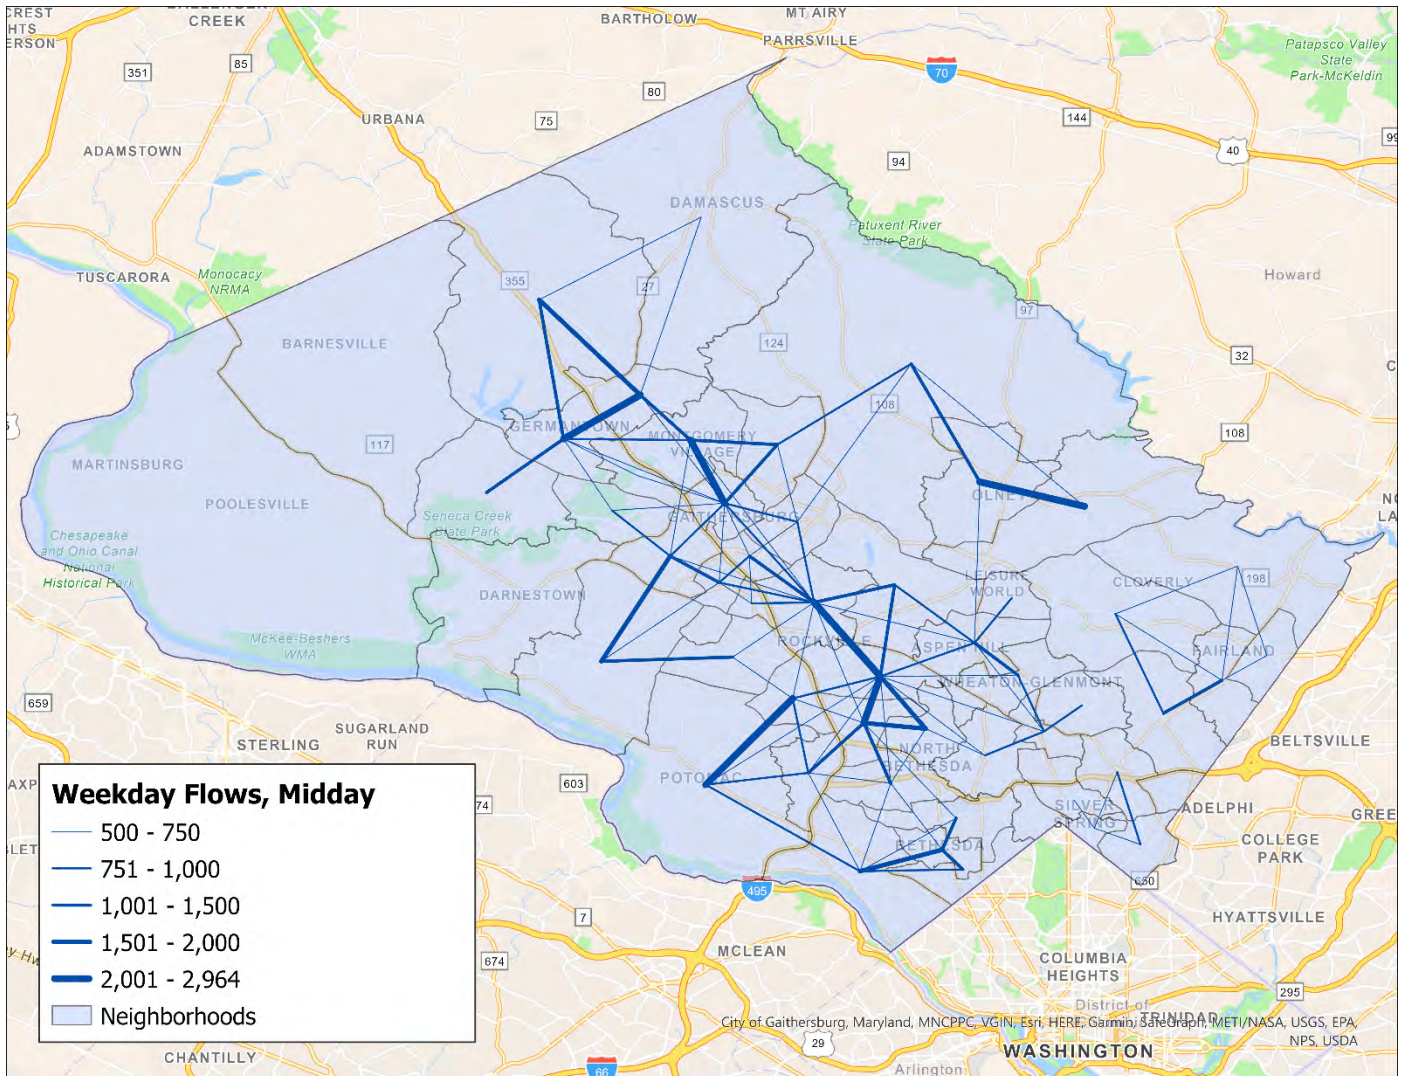 CREEK
CREST
HTS
ERSON
BARTHOLOW
MT AIRY
PARRSVILLE
Patapsco Valley
State
Park-McKeldin
351
85
80
75
70
144
40
99
94
URBANA
ADAMSTOWN
DAMASCUS
Patuxent River
State Park
TUSCARORA
Monocacy
NRMA
355
27
Howard
97
BARNESVILLE
124
32
108
108
GERMANTOWN
MONTGOMERY
VILLAGE
117
MARTINSBURG
POOLESVILLE
OLNEY
Seneca Creek
State Park
GAITHERSBURG
Chesapeake
and Ohio Canal
National
Historical Park
DARNESTOWN
LEISURE
WORLD
CLOVERLY
198
McKee-Beshers
WMA
ROCKVILLE
ASPEN HILL
FAIRLAND
WHEATON-GLENMONT
659
SUGARLAND
RUN
STERLING
NORTH
BETHESDA
BELTSVILLE
POTOMAC
603
74
SILVER
SPRING
ADELPHI
GREE
COLLEGE
PARK
BETHESDA
650
495
7
HYATTSVILLE
MCLEAN
674
COLUMBIA
HEIGHTS
295
District of
TRINIDAD
Weekday Flows, Midday
500 - 750
751 - 1,000
1,001 - 1,500
1,501 - 2,000
2,001 - 2,964
Neighborhoods
City of Gaithersburg, Maryland, MNCPPC, VGIN, Esri, HERE, Garmin, SafeGraph, METI/NASA, USGS, EPA,
NPS, USDA
29
WASHINGTON
CHANTILLY
66
Arlington